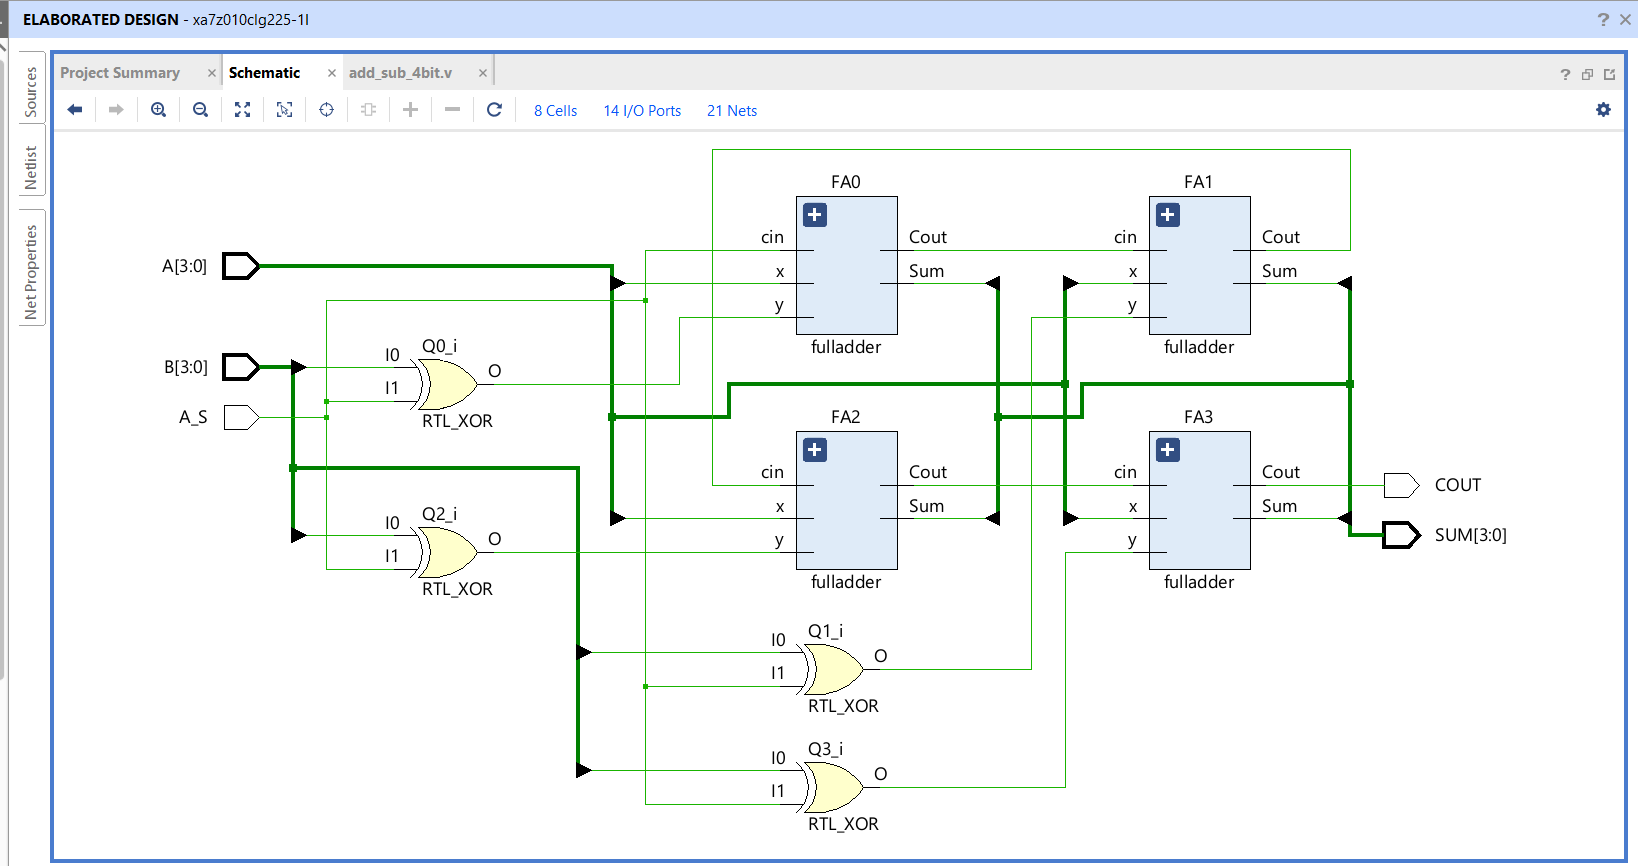 ELABORATED DESIGN - xa7z010clg225-1l
Sources
Netlist
Net Properties
Project Summary
Schematic
add_sub_4bit.v
8 Cells
14 I/O Ports
21 Nets
FA0
cin
x
y
Cout
Sum
fulladder
FA1
cin
x
y
Cout
Sum
fulladder
A[3:0]
B[3:0]
A_S
Q0_i
I0
I1
O
RTL_XOR
FA2
cin
x
y
Cout
Sum
fulladder
FA3
cin
x
y
Cout
Sum
fulladder
COUT
SUM[3:0]
Q2_i
I0
I1
O
RTL_XOR
Q1_i
I0
I1
O
RTL_XOR
Q3_i
I0
I1
O
RTL_XOR